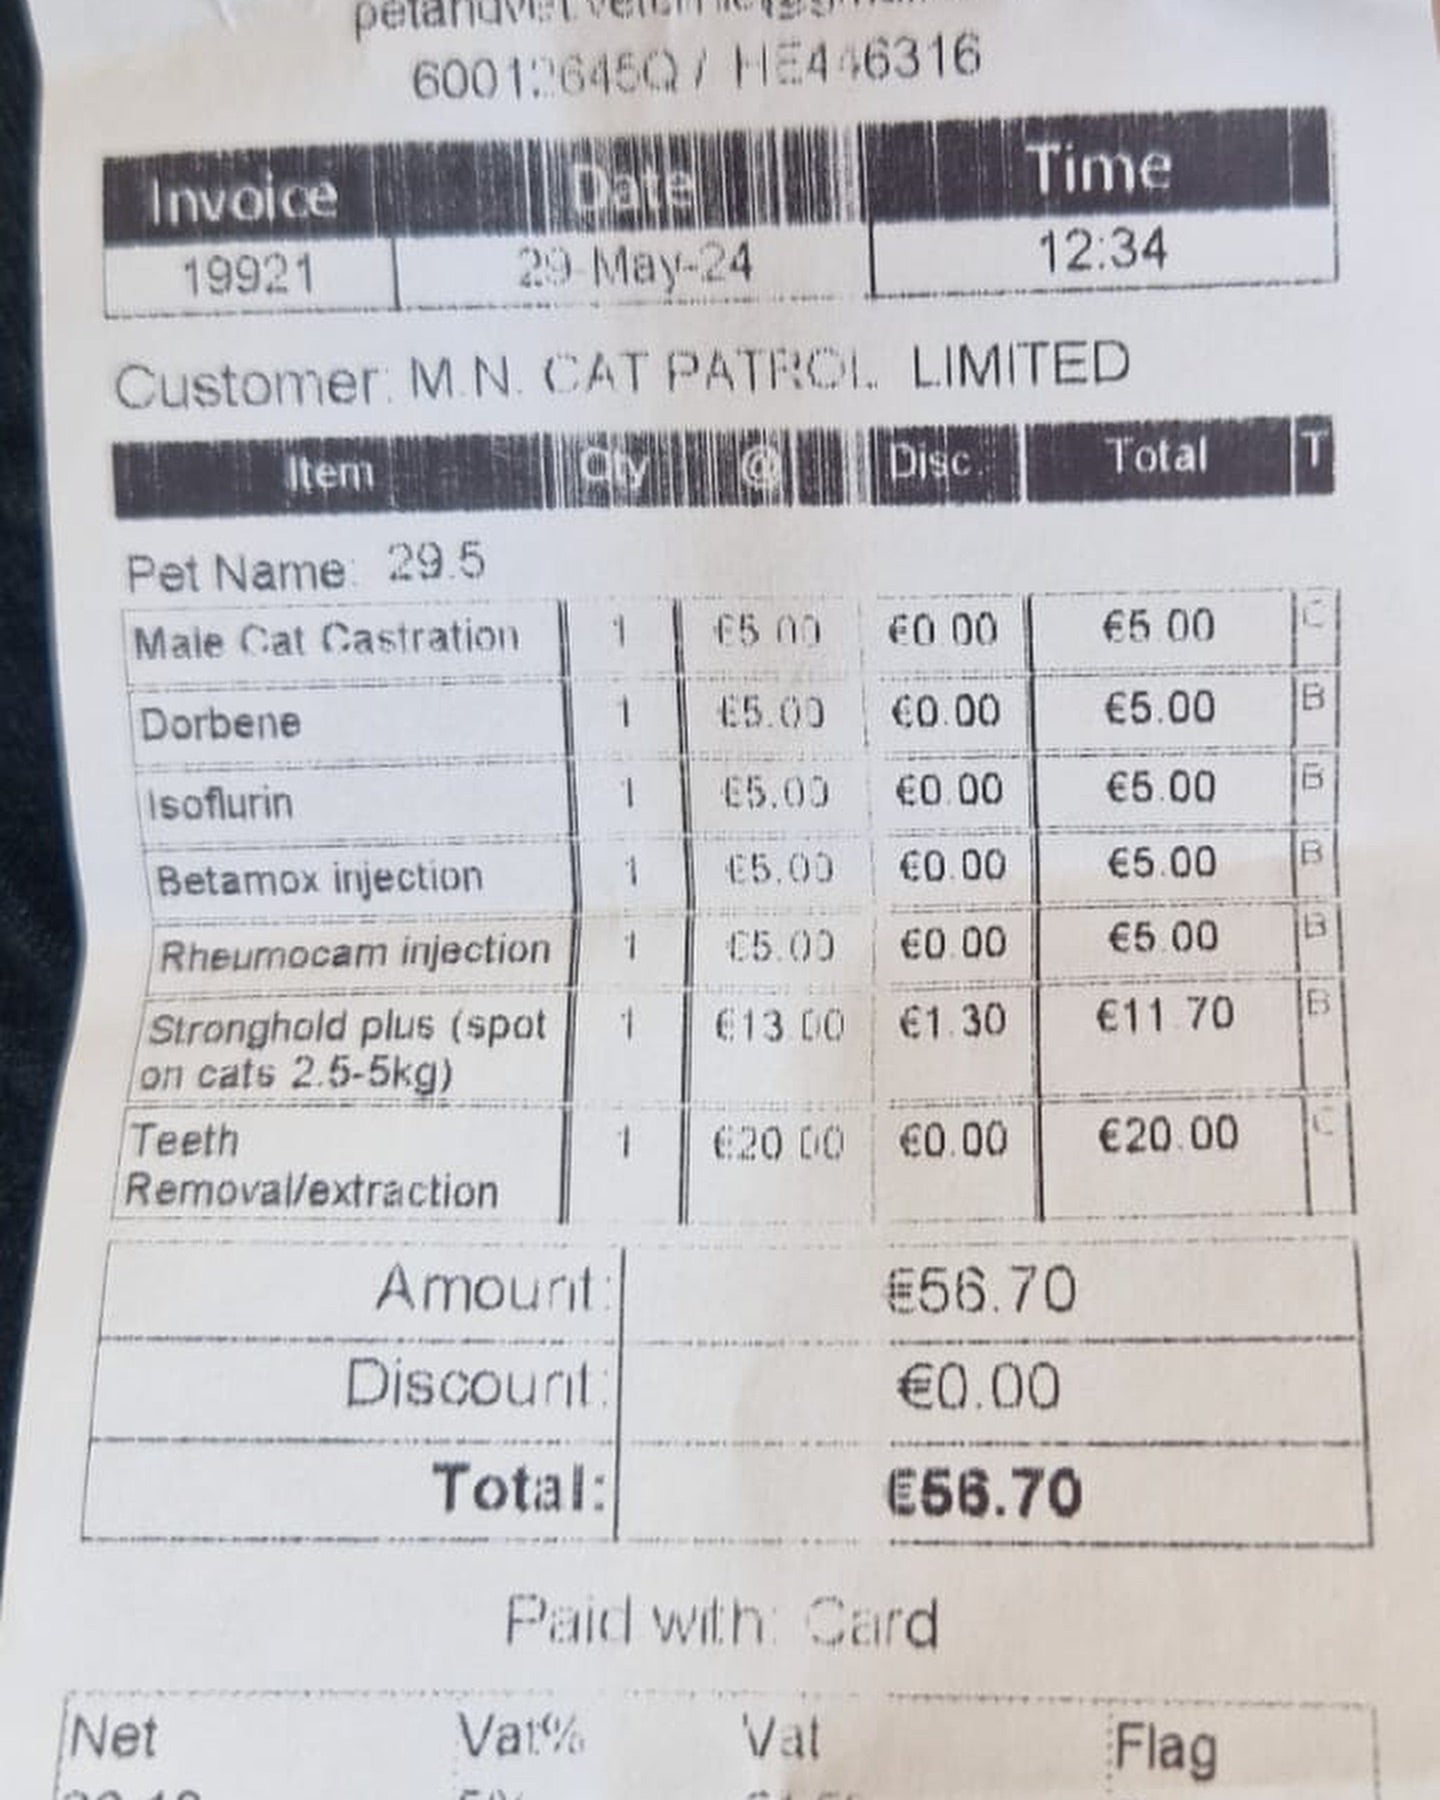 60012645Q / HE446316
Invoice Date Time
19921 29-May-24 12:34
Customer: M.N. CAT PATROL LIMITED
Item Qty @ Disc. Total T
Pet Name: 29.5
Male Cat Castration 1 €5.00 €0.00 €5.00 C
Dorbene 1 €5.00 €0.00 €5.00 B
Isoflurin 1 €5.00 €0.00 €5.00 B
Betamox injection 1 €5.00 €0.00 €5.00 B
Rheumocam injection 1 €5.00 €0.00 €5.00 B
Stronghold plus (spot 1 €13.00 €1.30 €11.70 B
on cats 2.5-5kg)
Teeth 1 €20.00 €0.00 €20.00 C
Removal/extraction
Amount: €56.70
Discount: €0.00
Total: €56.70
Paid with: Card
Net Vat% Vat Flag